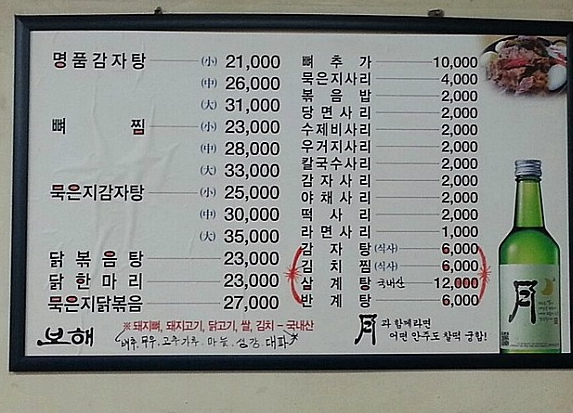 명품감자탕 (小) 21,000
(中) 26,000
(大) 31,000
뼈 찜 (小) 23,000
(中) 28,000
(大) 33,000
묵은지감자탕 (小) 25,000
(中) 30,000
(大) 35,000
닭볶음탕 23,000
닭한마리 23,000
묵은지닭볶음 27,000
뼈추가 10,000
묵은지사리 4,000
볶음밥 2,000
당면사리 2,000
수제비사리 2,000
우거지사리 2,000
칼국수사리 2,000
감자사리 2,000
야채사리 2,000
떡사리 2,000
라면사리 1,000
감자탕(식사) 6,000
김치찜(식사) 6,000
삼계탕 국내산 12,000
반계탕 6,000
※ 돼지뼈, 돼지고기, 닭고기, 쌀, 김치 - 국내산
배추, 무우, 고추가루, 마늘, 생강, 대파
보해
月과 함께라면
어떤 안주도 찰떡 궁합!
月